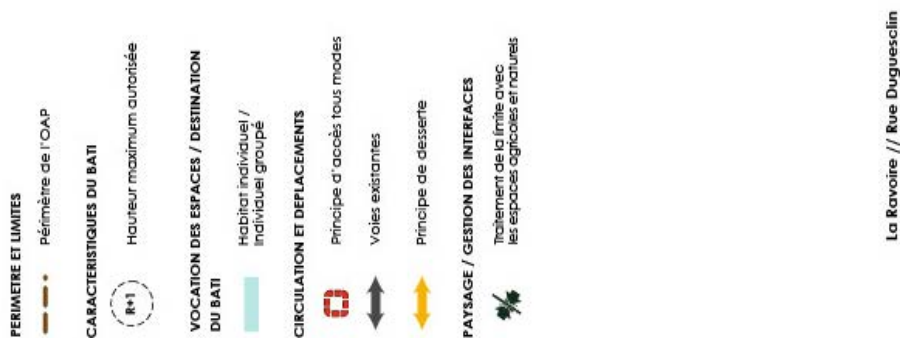 PERIMETRE ET LIMITES
Périmètre de l'OAP
CARACTERISTIQUES DU BATI
R+1
Hauteur maximum autorisée
VOCATION DES ESPACES / DESTINATION
DU BATI
Habitat individuel /
Individuel groupé
CIRCULATION ET DEPLACEMENTS
Principe d'accès tous modes
Voies existantes
Principe de desserte
PAYSAGE / GESTION DES INTERFACES
Traitement de la limite avec
les espaces agricoles et naturels
La Ravoire // Rue Duguesclin